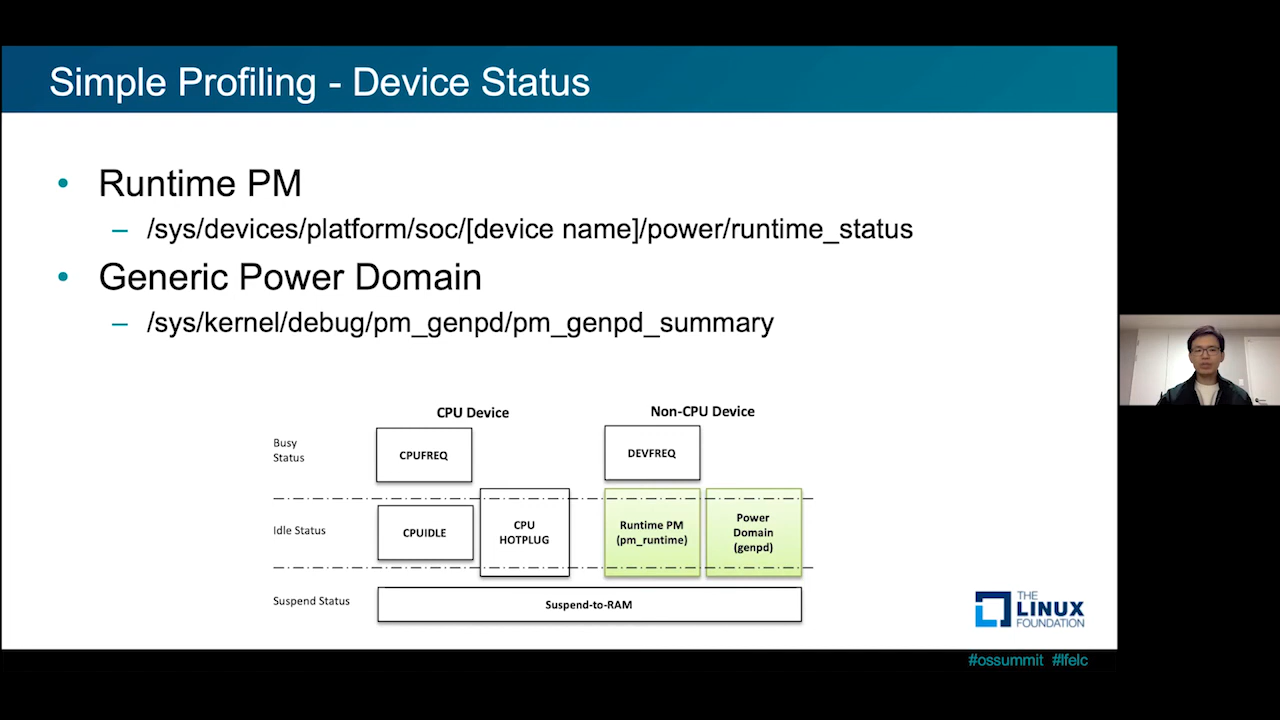 Simple Profiling - Device Status
• Runtime PM
– /sys/devices/platform/soc/[device name]/power/runtime_status
• Generic Power Domain
– /sys/kernel/debug/pm_genpd/pm_genpd_summary
CPU Device
Non-CPU Device
Busy
Status
CPUFREQ
DEVFREQ
Idle Status
CPUIDLE
CPU
HOTPLUG
Runtime PM
(pm_runtime)
Power
Domain
(genpd)
Suspend Status
Suspend-to-RAM
THE
LINUX
FOUNDATION
#ossummit #lfelc